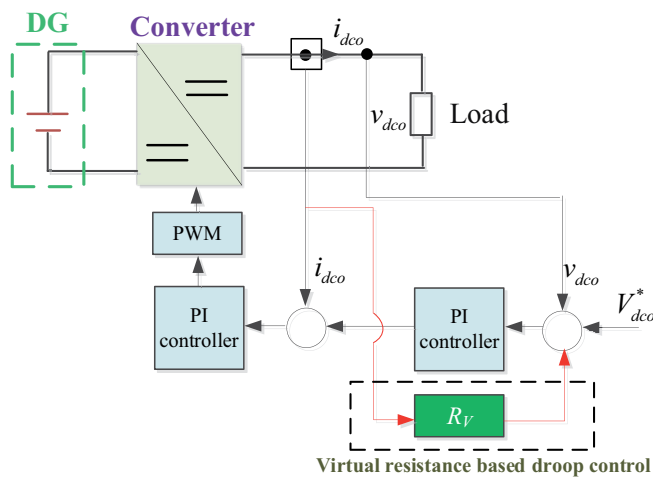 DG
Converter
i_dco
v_dco
Load
PWM
i_dco
v_dco
V*_dco
PI
controller
PI
controller
R_V
Virtual resistance based droop control